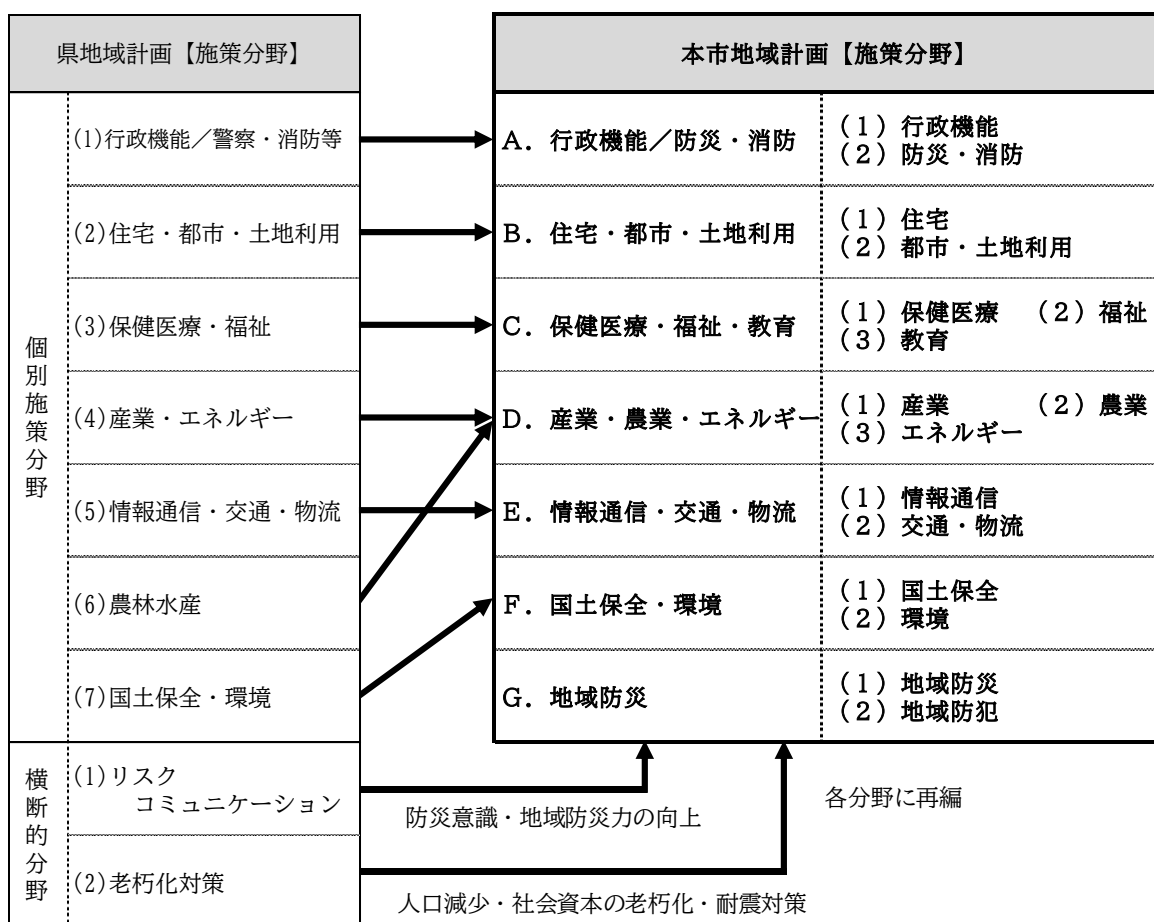 県地域計画【施策分野】
本市地域計画【施策分野】
個別施策分野
(1)行政機能／警察・消防等
A．行政機能／防災・消防
(1) 行政機能
(2) 防災・消防
(2)住宅・都市・土地利用
B．住宅・都市・土地利用
(1) 住宅
(2) 都市・土地利用
(3)保健医療・福祉
C．保健医療・福祉・教育
(1) 保健医療 (2) 福祉
(3) 教育
(4)産業・エネルギー
D．産業・農業・エネルギー
(1) 産業 (2) 農業
(3) エネルギー
(5)情報通信・交通・物流
E．情報通信・交通・物流
(1) 情報通信
(2) 交通・物流
(6)農林水産
F．国土保全・環境
(1) 国土保全
(2) 環境
(7)国土保全・環境
G．地域防災
(1) 地域防災
(2) 地域防犯
横断的分野
(1)リスク
コミュニケーション
防災意識・地域防災力の向上
各分野に再編
(2)老朽化対策
人口減少・社会資本の老朽化・耐震対策